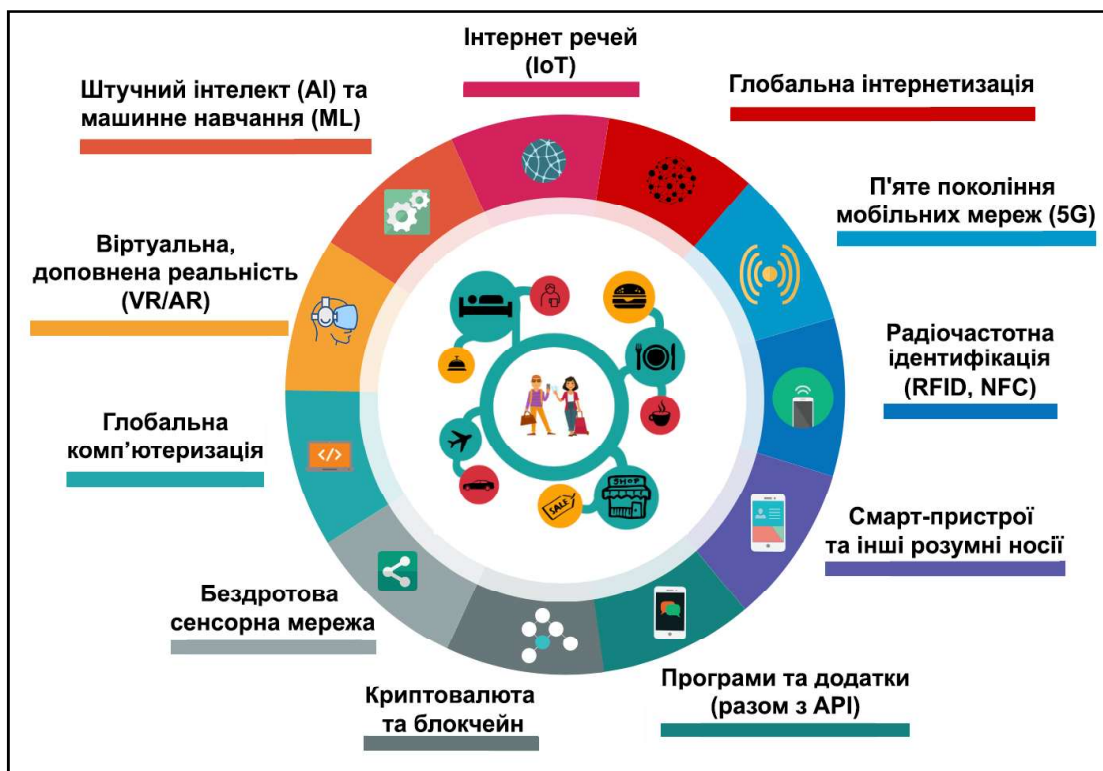 Інтернет речей
(IoT)
Глобальна інтернетизація
П'яте покоління
мобільних мереж (5G)
Радіочастотна
ідентифікація
(RFID, NFC)
Смарт-пристрої
та інші розумні носії
Програми та додатки
(разом з API)
Криптовалюта
та блокчейн
Бездротова
сенсорна мережа
Глобальна
комп’ютеризація
Віртуальна,
доповнена реальність
(VR/AR)
Штучний інтелект (AI) та
машинне навчання (ML)
</>
SHOP
SALE